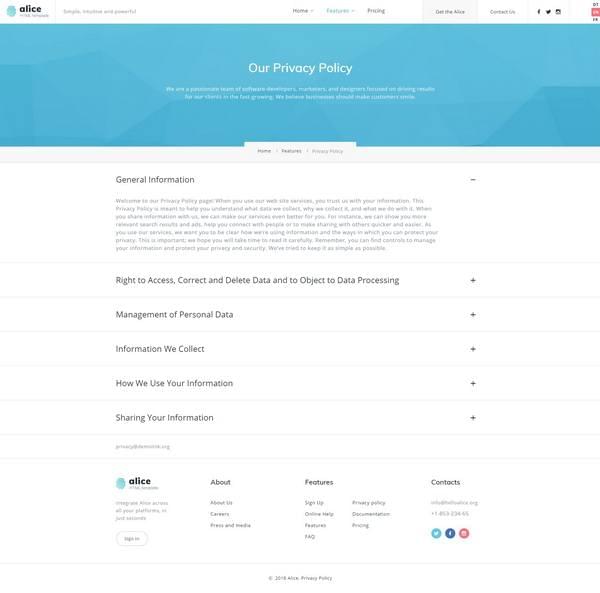 alice
HTML template
Simple, intuitive and powerful
Home
Features
Pricing
Get the Alice
Contact Us
DT
EN
FR
Our Privacy Policy
We are a passionate team of software developers, marketers, and designers focused on driving results
for our clients in the fast-growing. We believe businesses should make customers smile.
Home / Features / Privacy Policy
General Information
Welcome to our Privacy Policy page! When you use our web site services, you trust us with your information. This
Privacy Policy is meant to help you understand what data we collect, why we collect it, and what we do with it. When
you share information with us, we can make our services even better for you. For instance, we can show you more
relevant search results and ads, help you connect with people or to make sharing with others quicker and easier. As
you use our services, we want you to be clear how we're using information and the ways in which you can protect your
privacy. This is important; we hope you will take time to read it carefully. Remember, you can find controls to manage
your information and protect your privacy and security. We've tried to keep it as simple as possible.
Right to Access, Correct and Delete Data and to Object to Data Processing
Management of Personal Data
Information We Collect
How We Use Your Information
Sharing Your Information
privacy@demolink.org
alice
HTML template
Integrate Alice across
all your platforms, in
just seconds
Sign In
About
About Us
Careers
Press and media
Features
Sign Up
Online Help
Features
FAQ
Privacy policy
Documentation
Pricing
Contacts
info@helloalice.org
+1-853-234-65
© 2018 Alice. Privacy Policy